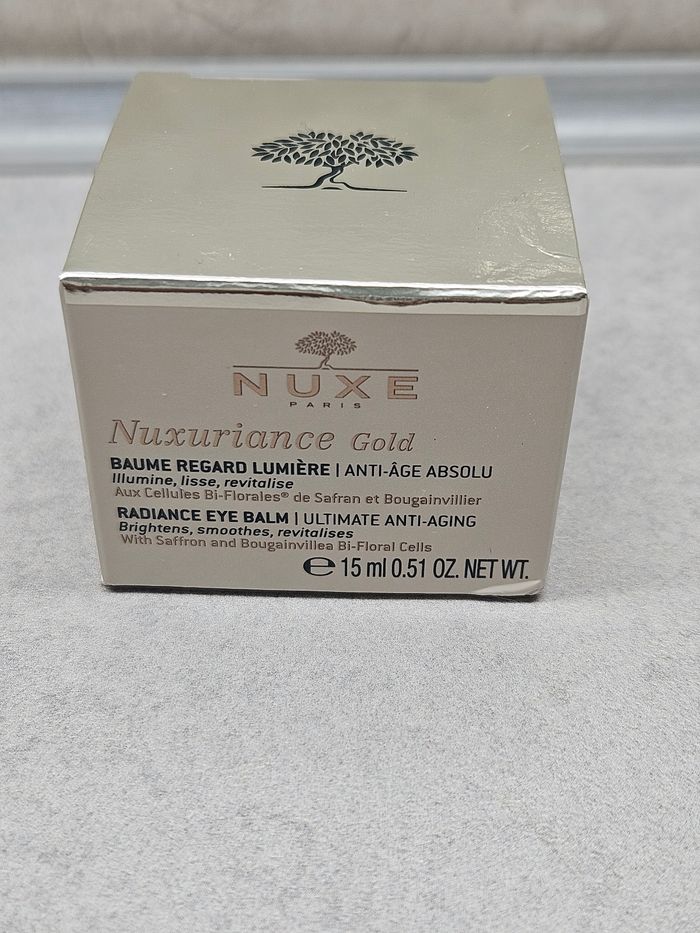 NUXE
PARIS
Nuxuriance Gold
BAUME REGARD LUMIÈRE | ANTI-ÂGE ABSOLU
Illumine, lisse, revitalise
Aux Cellules Bi-Florales® de Safran et Bougainvillier
RADIANCE EYE BALM | ULTIMATE ANTI-AGING
Brightens, smoothes, revitalises
With Saffron and Bougainvillea Bi-Floral Cells
℮ 15 ml 0.51 OZ. NET WT.